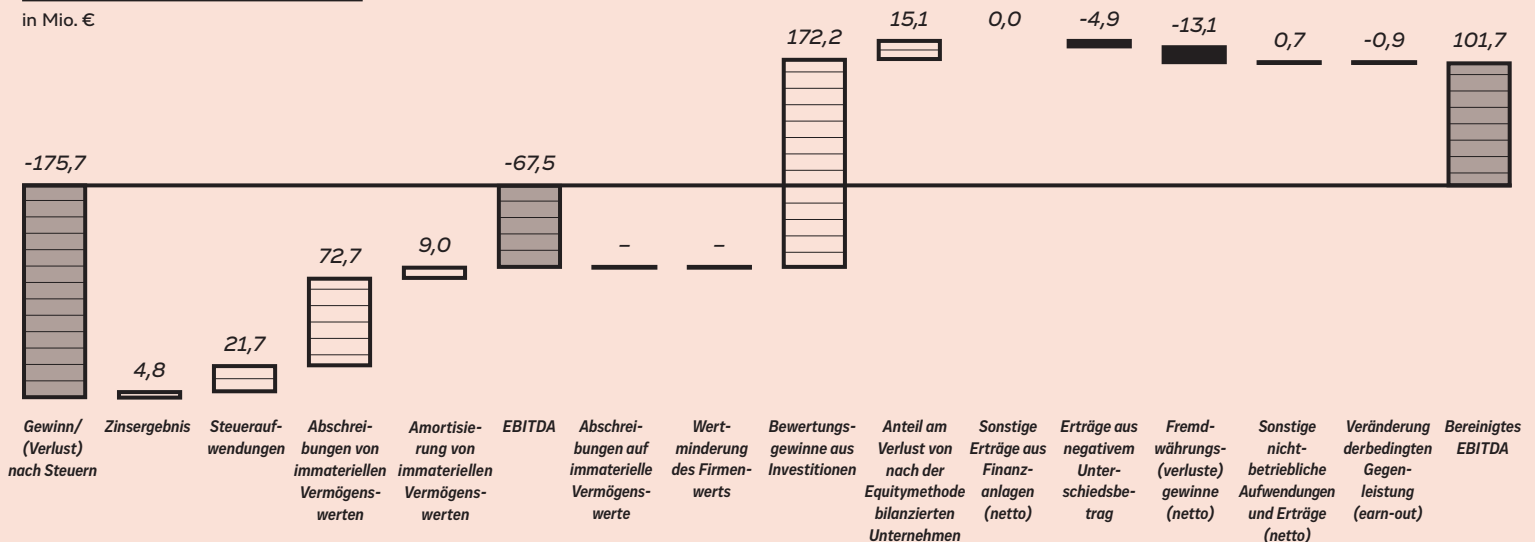 in Mio. €
-175,7
4,8
21,7
72,7
9,0
-67,5
–
–
172,2
15,1
0,0
-4,9
-13,1
0,7
-0,9
101,7
Gewinn/
(Verlust)
nach Steuern
Zinsergebnis
Steuerauf-
wendungen
Abschrei-
bungen von
immateriellen
Vermögens-
werten
Amortisie-
rung von
immateriellen
Vermögens-
werten
EBITDA
Abschrei-
bungen auf
immaterielle
Vermögens-
werte
Wert-
minderung
des Firmen-
werts
Bewertungs-
gewinne aus
Investitionen
Anteil am
Verlust von
nach der
Equitymethode
bilanzierten
Unternehmen
Sonstige
Erträge aus
Finanz-
anlagen
(netto)
Erträge aus
negativem
Unter-
schiedsbe-
trag
Fremd-
währungs-
(verluste)
gewinne
(netto)
Sonstige
nicht-
betriebliche
Aufwendungen
und Erträge
(netto)
Veränderung
derbedingten
Gegen-
leistung
(earn-out)
Bereinigtes
EBITDA